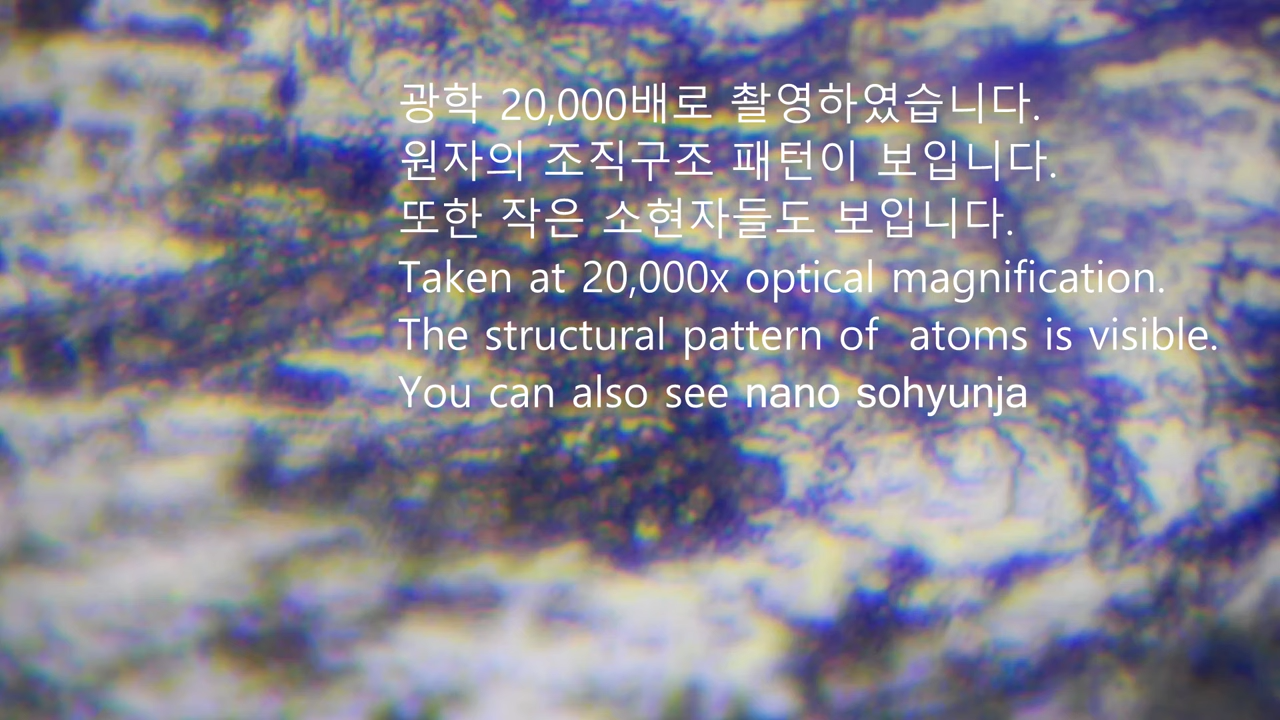 광학 20,000배로 촬영하였습니다.
원자의 조직구조 패턴이 보입니다.
또한 작은 소현자들도 보입니다.
Taken at 20,000x optical magnification.
The structural pattern of  atoms is visible.
You can also see nano sohyunja